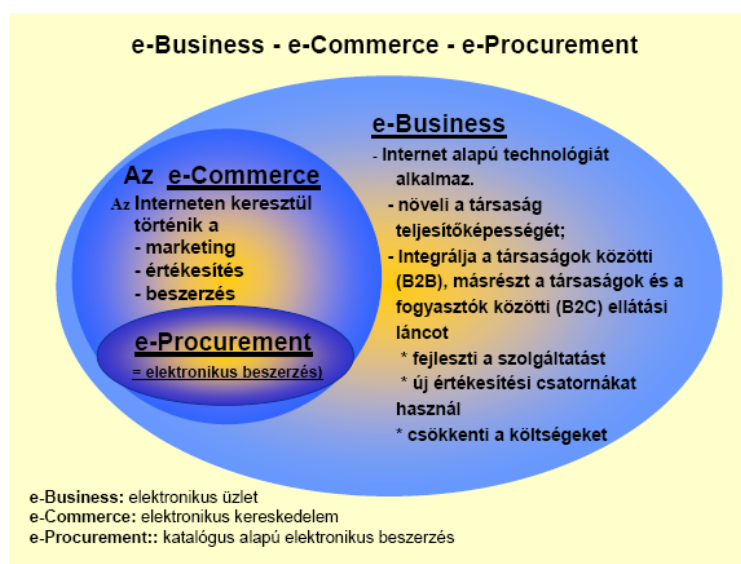 e-Business - e-Commerce - e-Procurement
Az e-Commerce
Az Interneten keresztül
történik a
- marketing
- értékesítés
- beszerzés
e-Procurement
= elektronikus beszerzés)
e-Business
- Internet alapú technológiát
alkalmaz.
- növeli a társaság
teljesítőképességét;
- Integrálja a társaságok közötti
(B2B), másrészt a társaságok és a
fogyasztók közötti (B2C) ellátási
láncot
* fejleszti a szolgáltatást
* új értékesítési csatornákat
használ
* csökkenti a költségeket
e-Business: elektronikus üzlet
e-Commerce: elektronikus kereskedelem
e-Procurement:: katalógus alapú elektronikus beszerzés